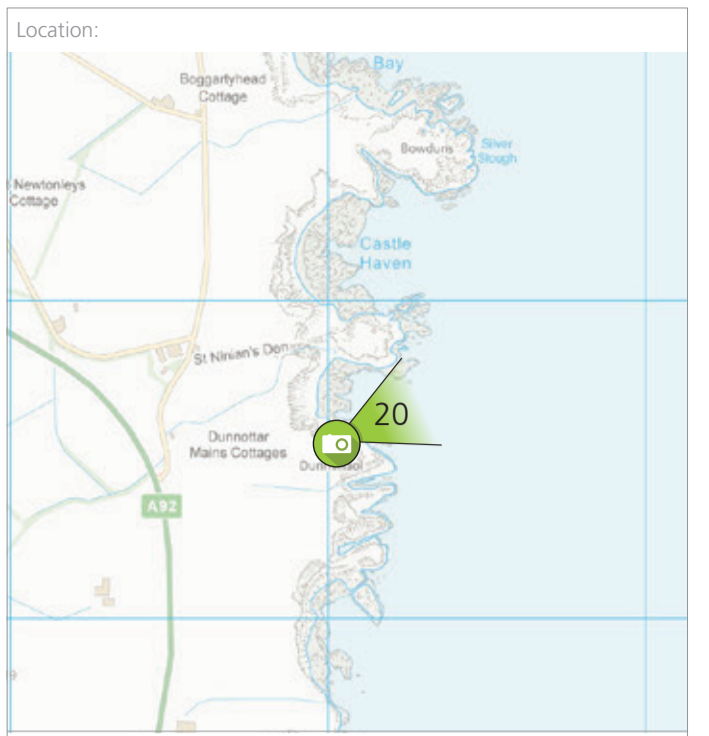 Location:
Bay
Boggartyhead
Cottage
Bowduns
Silver
Slough
Newtonleys
Cottage
Castle
Haven
St Ninian's Den
20
Dunnottar
Mains Cottages
A92